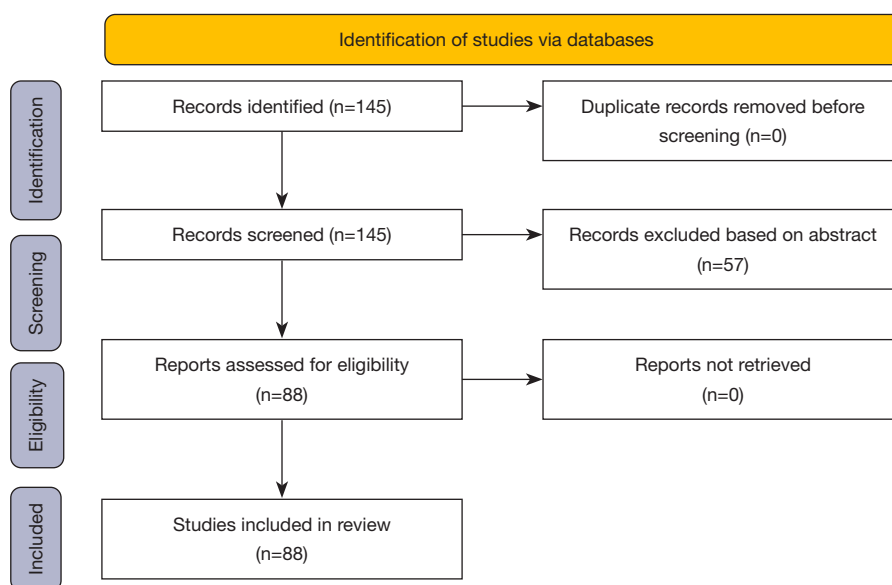 Identification of studies via databases
Identification
Records identified (n=145)
Duplicate records removed before
screening (n=0)
Screening
Records screened (n=145)
Records excluded based on abstract
(n=57)
Eligibility
Reports assessed for eligibility
(n=88)
Reports not retrieved
(n=0)
Included
Studies included in review
(n=88)